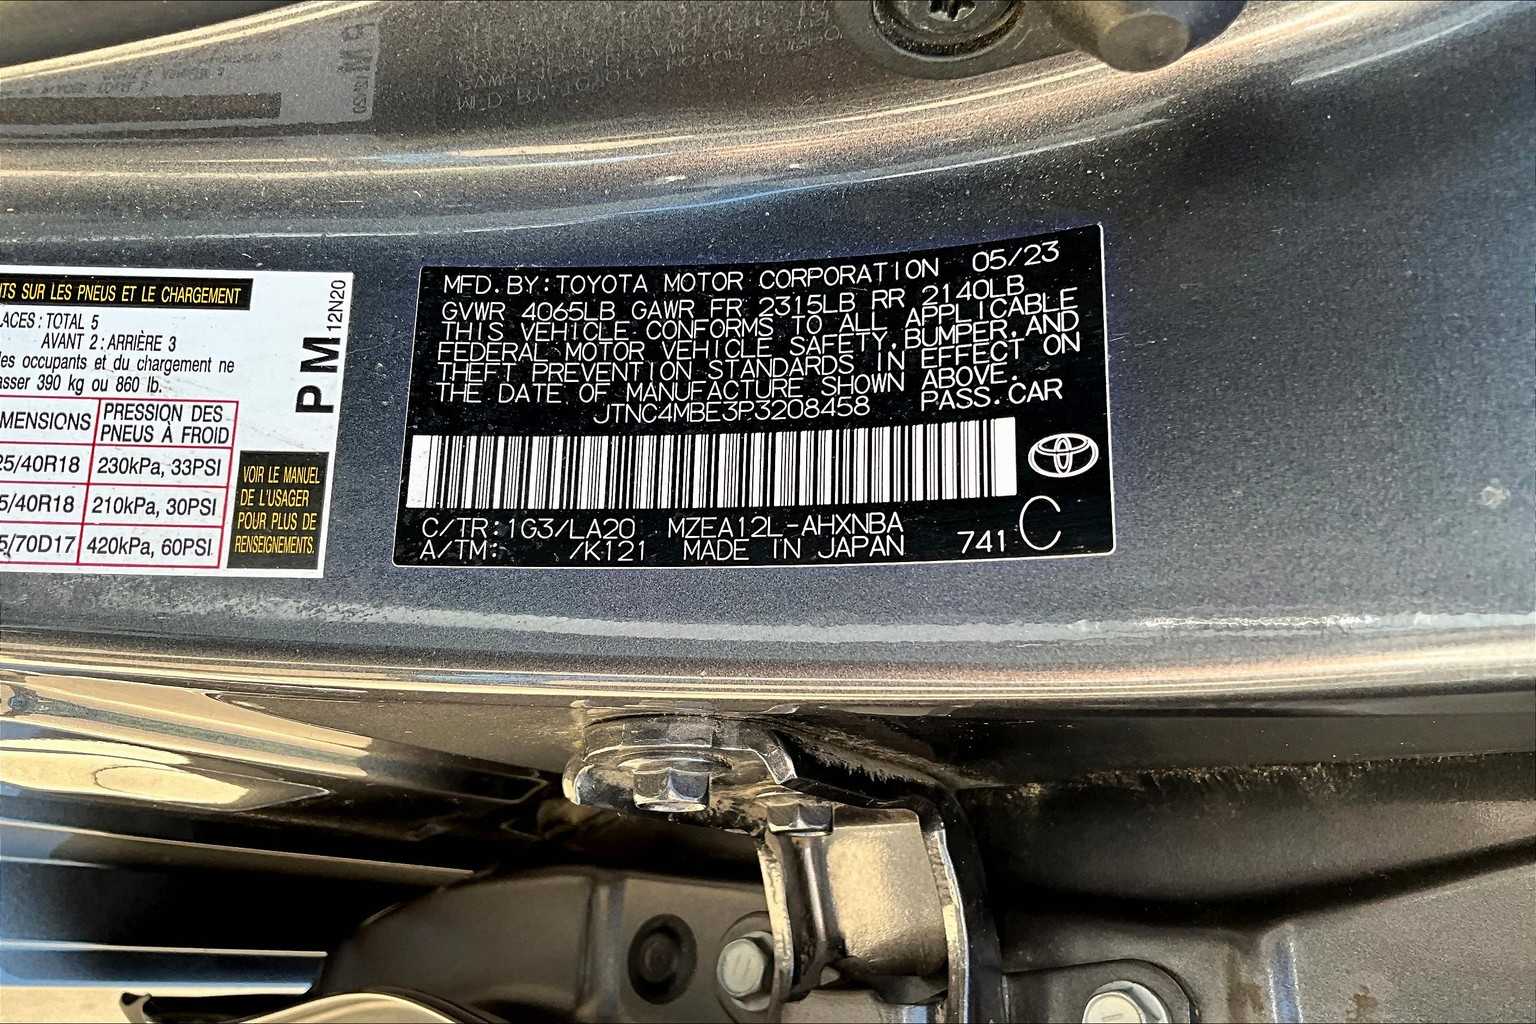 TS SUR LES PNEUS ET LE CHARGEMENT
LACES : TOTAL 5
AVANT 2 : ARRIÈRE 3
les occupants et du chargement ne
asser 390 kg ou 860 lb.
MENSIONS PRESSION DES PNEUS À FROID
25/40R18 230kPa, 33PSI
5/40R18 210kPa, 30PSI
5/70D17 420kPa, 60PSI
PM 12N20
VOIR LE MANUEL
DE L'USAGER
POUR PLUS DE
RENSEIGNEMENTS.
MFD.BY:TOYOTA MOTOR CORPORATION 05/23
GVWR 4065LB GAWR FR 2315LB RR 2140LB
THIS VEHICLE CONFORMS TO ALL APPLICABLE
FEDERAL MOTOR VEHICLE SAFETY,BUMPER,AND
THEFT PREVENTION STANDARDS IN EFFECT ON
THE DATE OF MANUFACTURE SHOWN ABOVE.
JTNC4MBE3P3208458 PASS.CAR
C/TR:1G3/LA20 MZEA12L-AHXNBA
A/TM: /K121 MADE IN JAPAN 741 C